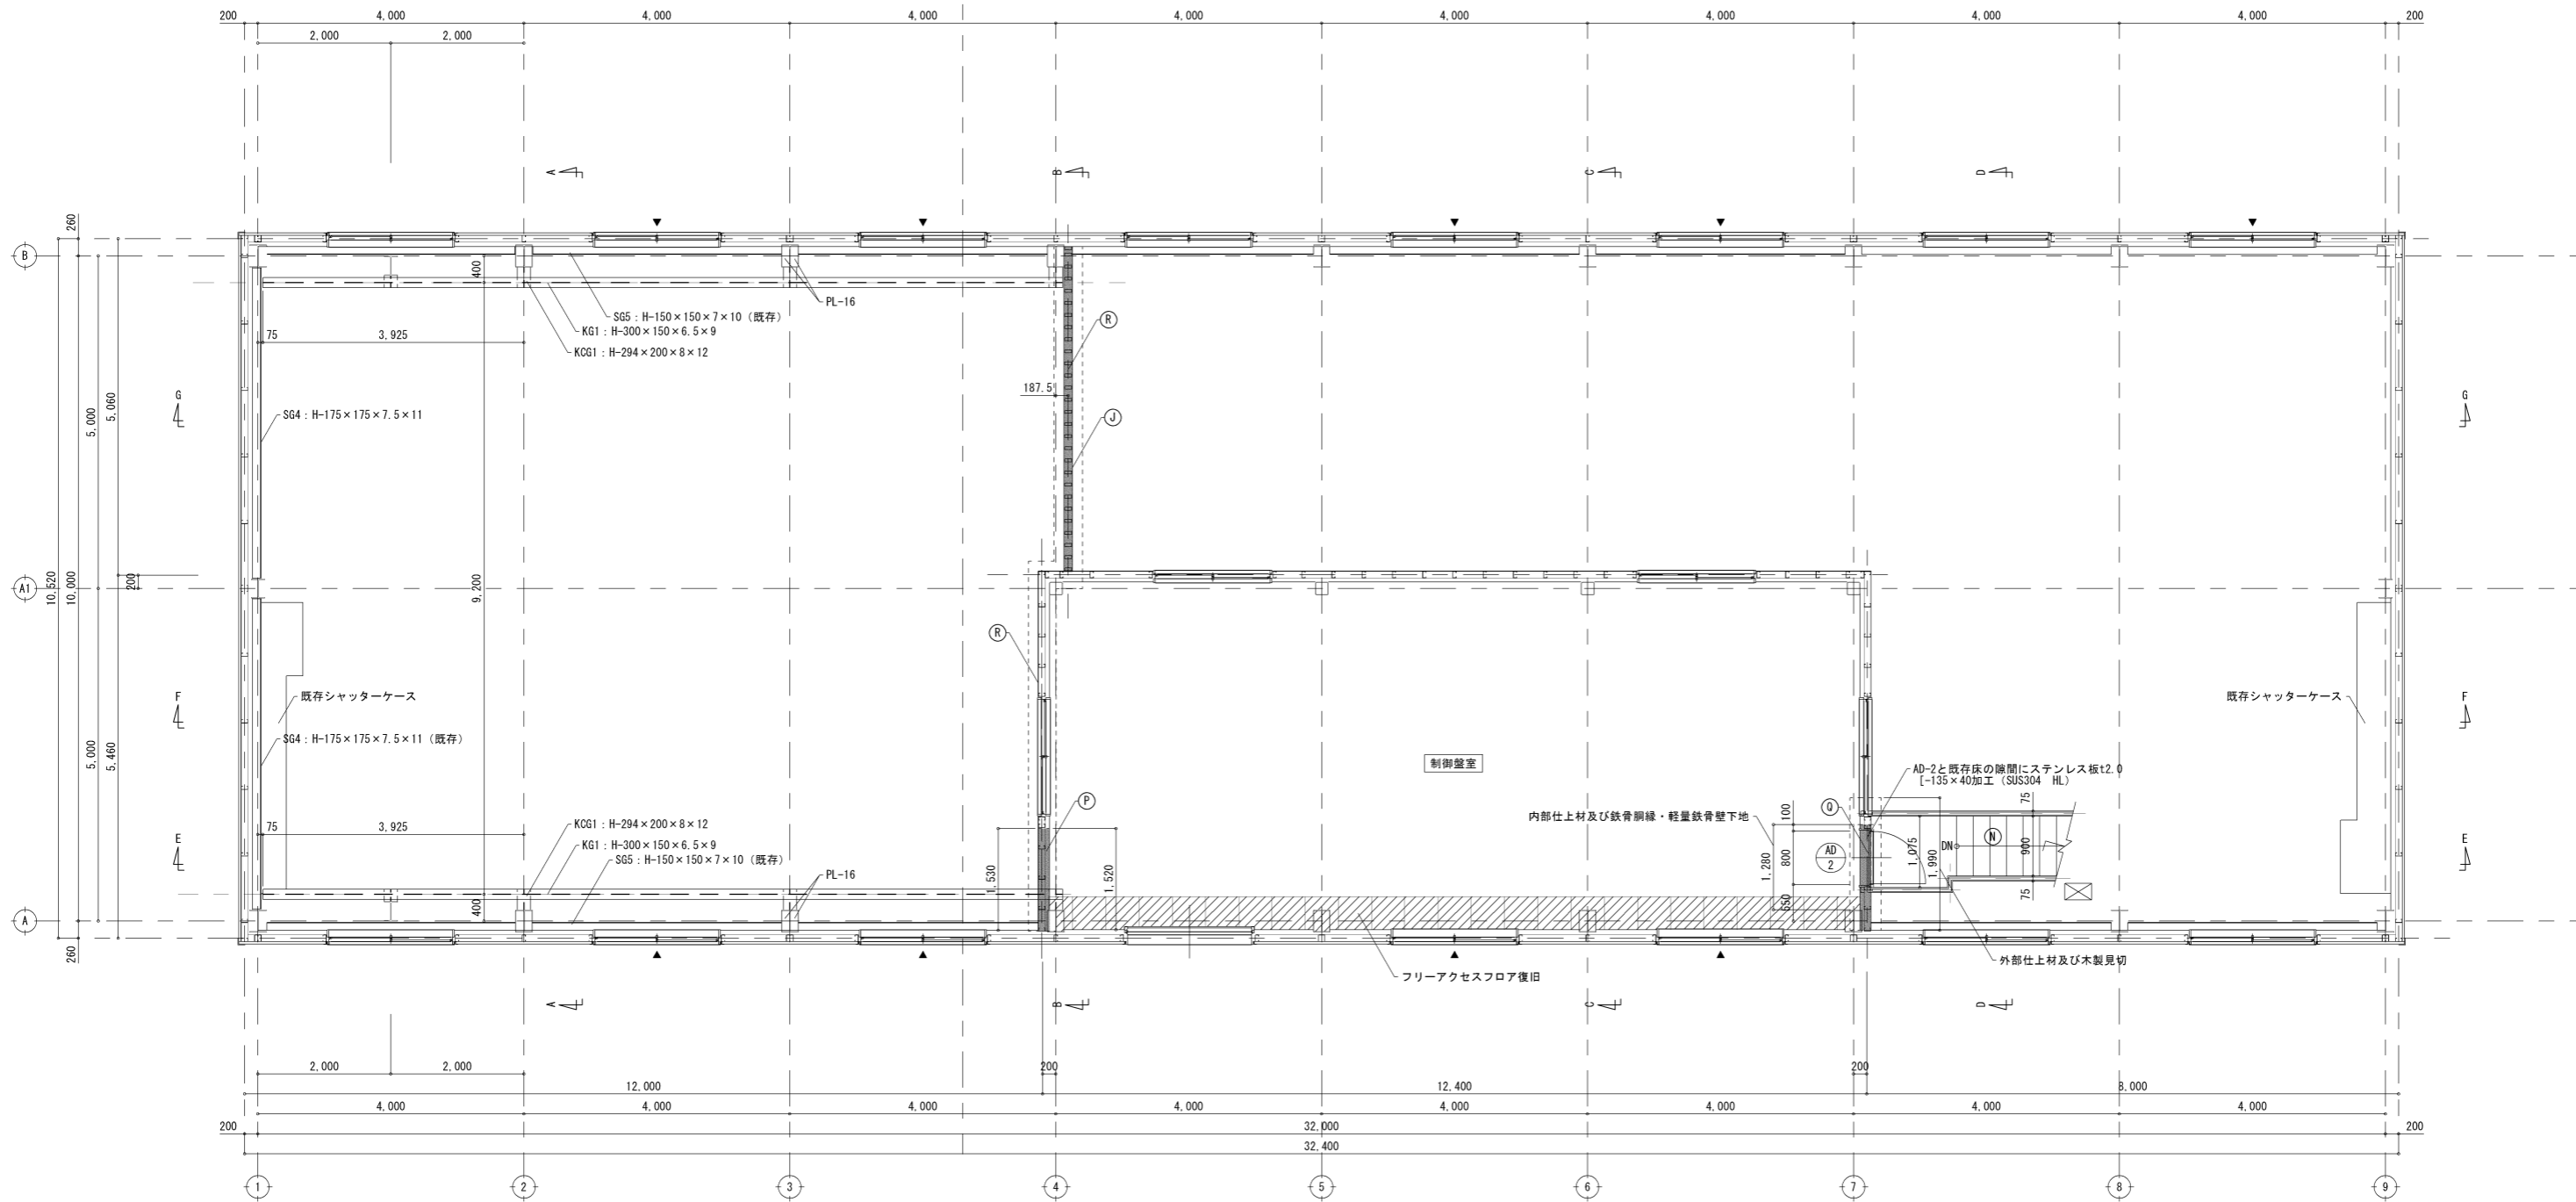 200 4,000 4,000 4,000 4,000 4,000 4,000 4,000 4,000 200
2,000 2,000
A B C D
260
B
400
PL-16
SG5：H-150×150×7×10（既存）
KG1：H-300×150×6.5×9
R
75 3,925
KCG1：H-294×200×8×12
187.5
G G
SG4：H-175×175×7.5×11
J
5,000 5,060
10,520 10,000
A1
200
9,200
R
F F
既存シャッターケース
既存シャッターケース
SG4：H-175×175×7.5×11（既存）
5,000 5,460
制御盤室
AD-2と既存床の隙間にステンレス板t2.0
[-135×40加工（SUS304 HL）
P
Q
内部仕上材及び鉄骨胴縁・軽量鉄骨壁下地
75 3,925
KCG1：H-294×200×8×12
KG1：H-300×150×6.5×9
SG5：H-150×150×7×10（既存）
PL-16
E E
1,530 1,520
1,280 100 800 650
AD
2
1,075 1,990
DN N
75 900 75
400
A
260
外部仕上材及び木製見切
フリーアクセスフロア復旧
A B C D
2,000 2,000 200 200
12,000 12,400 8,000
4,000 4,000 4,000 4,000 4,000 4,000 4,000 4,000
200 32,000 200
32,400
1 2 3 4 5 6 7 8 9